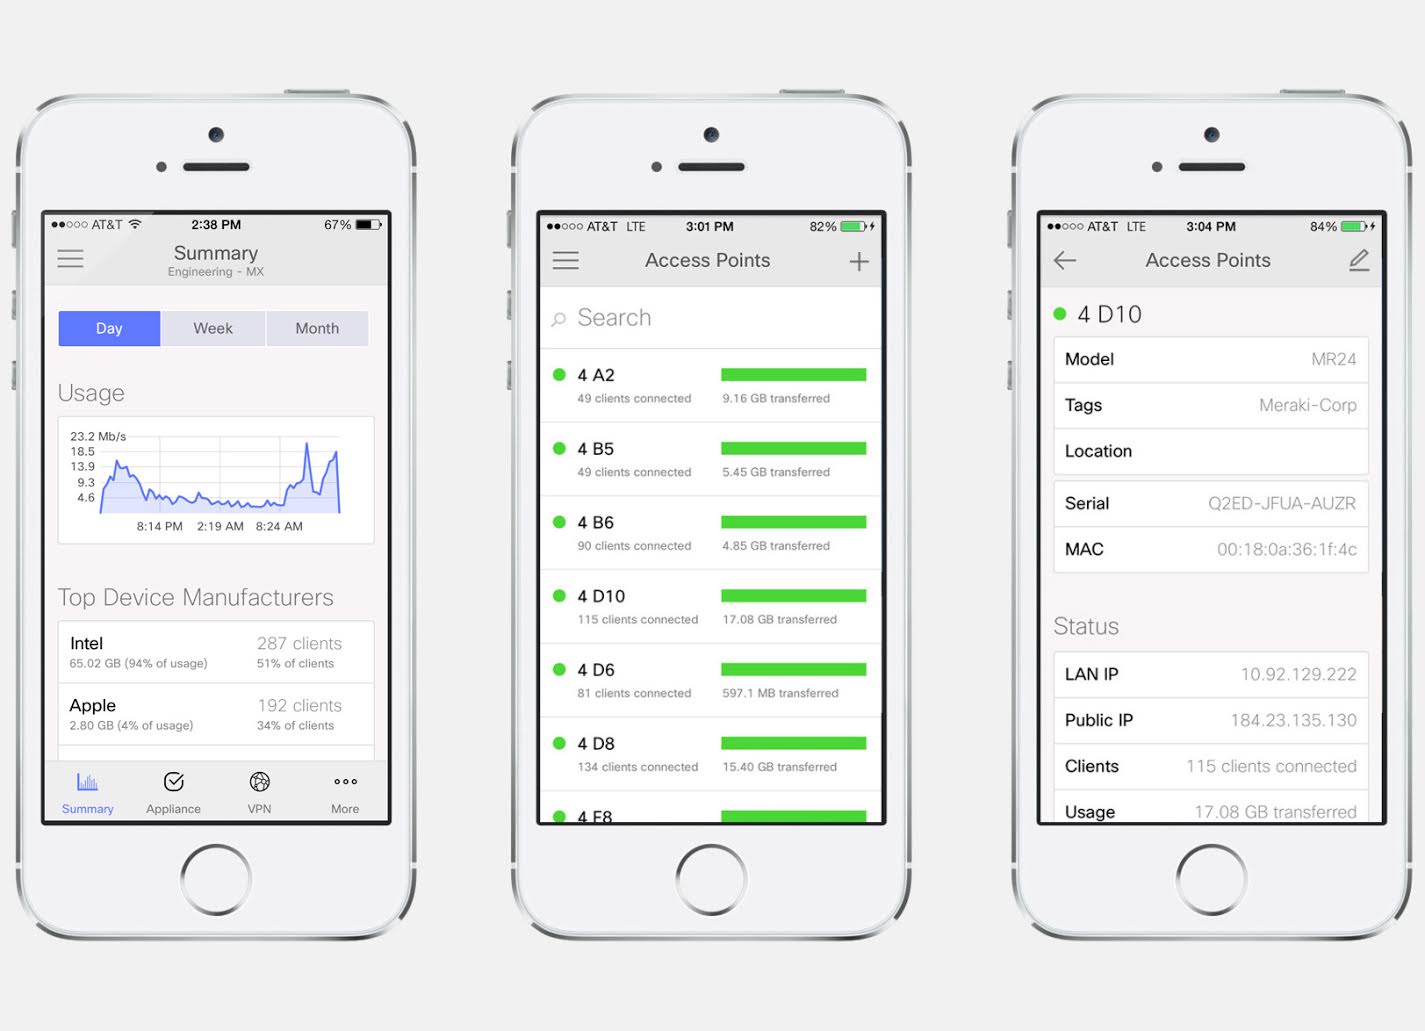 AT&T 2:38 PM 67%
Summary
Engineering - MX
Day Week Month
Usage
23.2 Mb/s
18.5
13.9
9.3
4.6
8:14 PM 2:19 AM 8:24 AM
Top Device Manufacturers
Intel 287 clients
65.02 GB (94% of usage) 51% of clients
Apple 192 clients
2.80 GB (4% of usage) 34% of clients
Summary Appliance VPN More
AT&T LTE 3:01 PM 82%
Access Points
Search
4 A2
49 clients connected 9.16 GB transferred
4 B5
49 clients connected 5.45 GB transferred
4 B6
90 clients connected 4.85 GB transferred
4 D10
115 clients connected 17.08 GB transferred
4 D6
81 clients connected 597.1 MB transferred
4 D8
134 clients connected 15.40 GB transferred
AT&T LTE 3:04 PM 84%
Access Points
4 D10
Model MR24
Tags Meraki-Corp
Location
Serial Q2ED-JFUA-AUZR
MAC 00:18:0a:36:1f:4c
Status
LAN IP 10.92.129.222
Public IP 184.23.135.130
Clients 115 clients connected
Usage 17.08 GB transferred